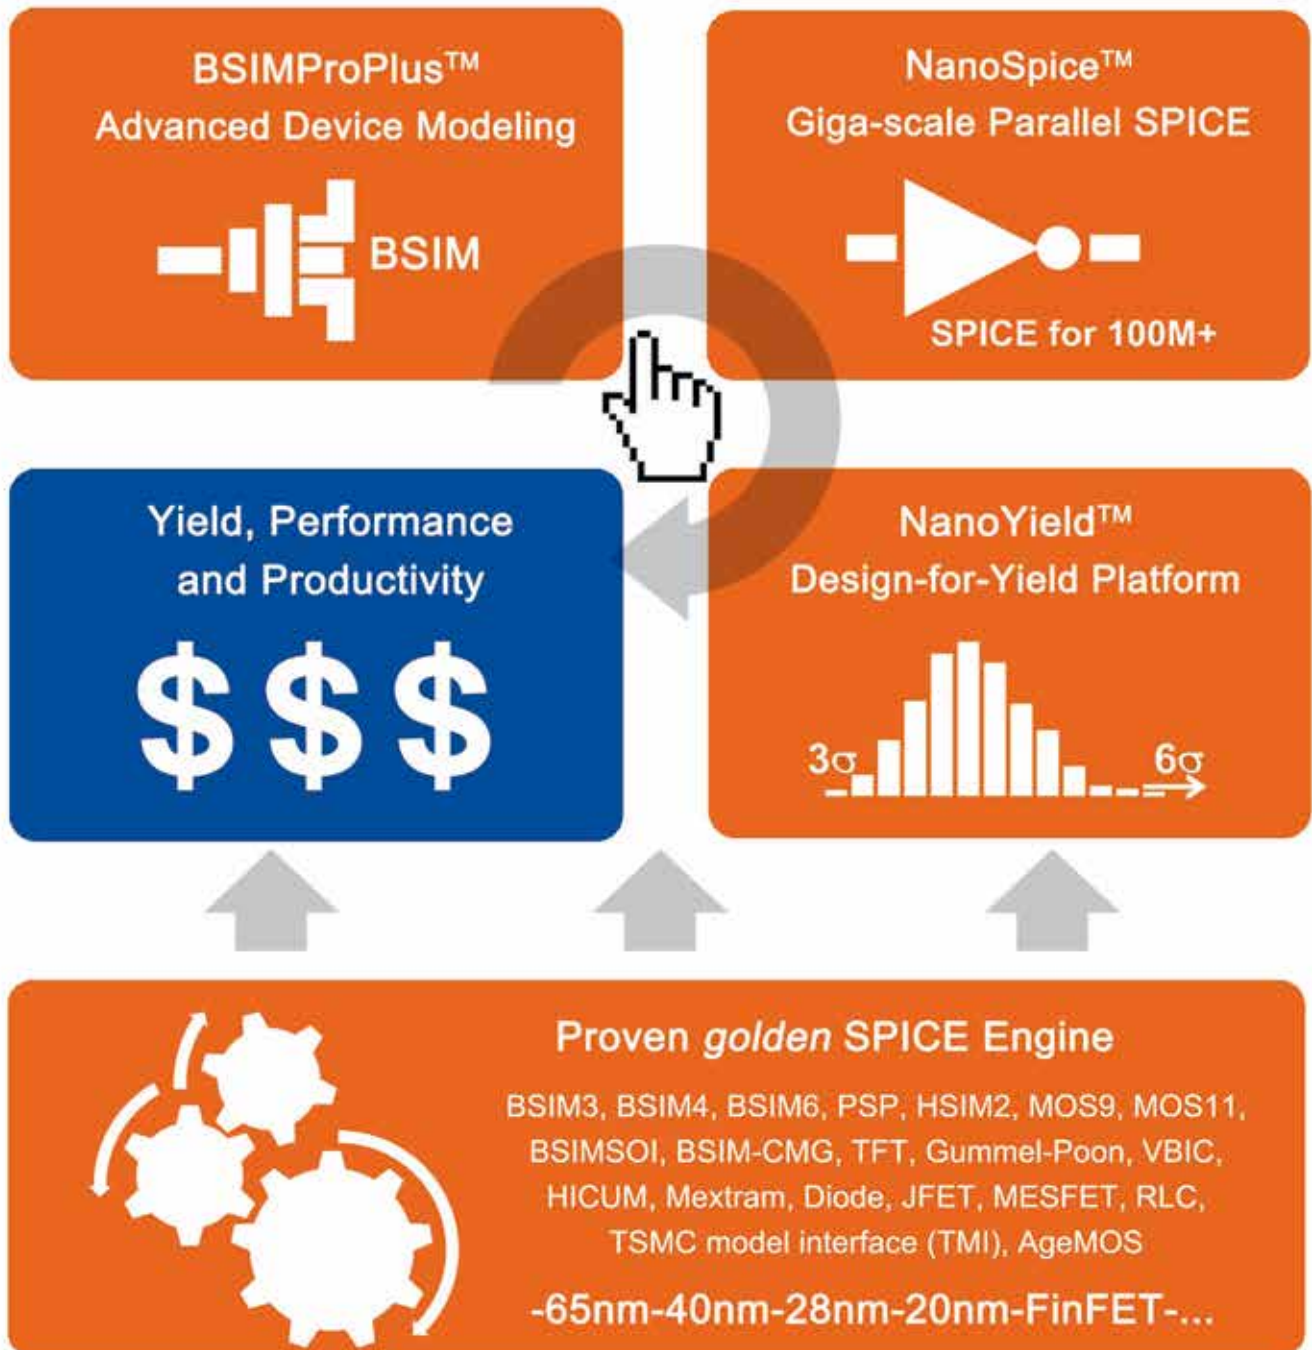 BSIMProPlus™
Advanced Device Modeling
BSIM
NanoSpice™
Giga-scale Parallel SPICE
SPICE for 100M+
Yield, Performance
and Productivity
$ $ $
NanoYield™
Design-for-Yield Platform
3σ
6σ
Proven golden SPICE Engine
BSIM3, BSIM4, BSIM6, PSP, HSIM2, MOS9, MOS11,
BSIMSOI, BSIM-CMG, TFT, Gummel-Poon, VBIC,
HICUM, Mextram, Diode, JFET, MESFET, RLC,
TSMC model interface (TMI), AgeMOS
-65nm-40nm-28nm-20nm-FinFET-...